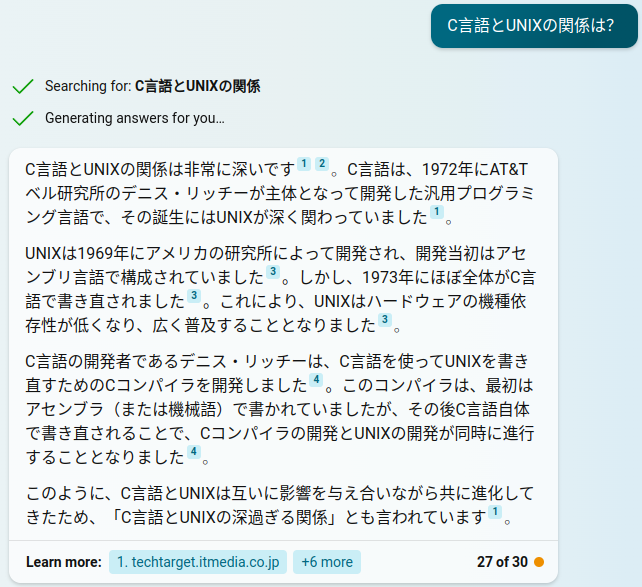 C言語とUNIXの関係は?
Searching for: C言語とUNIXの関係
Generating answers for you…
C言語とUNIXの関係は非常に深いです 1 2 。C言語は、1972年にAT&T
ベル研究所のデニス・リッチーが主体となって開発した汎用プログラミ
ング言語で、その誕生にはUNIXが深く関わっていました 1 。
UNIXは1969年にアメリカの研究所によって開発され、開発当初はアセ
ンブリ言語で構成されていました 3 。しかし、1973年にほぼ全体がC言
語で書き直されました 3 。これにより、UNIXはハードウェアの機種依
存性が低くなり、広く普及することとなりました 3 。
C言語の開発者であるデニス・リッチーは、C言語を使ってUNIXを書き
直すためのCコンパイラを開発しました 4 。このコンパイラは、最初は
アセンブラ（または機械語）で書かれていましたが、その後C言語自体
で書き直されることで、Cコンパイラの開発とUNIXの開発が同時に進行
することとなりました 4 。
このように、C言語とUNIXは互いに影響を与え合いながら共に進化して
きたため、「C言語とUNIXの深過ぎる関係」とも言われています 1 。
Learn more: 1. techtarget.itmedia.co.jp +6 more 27 of 30